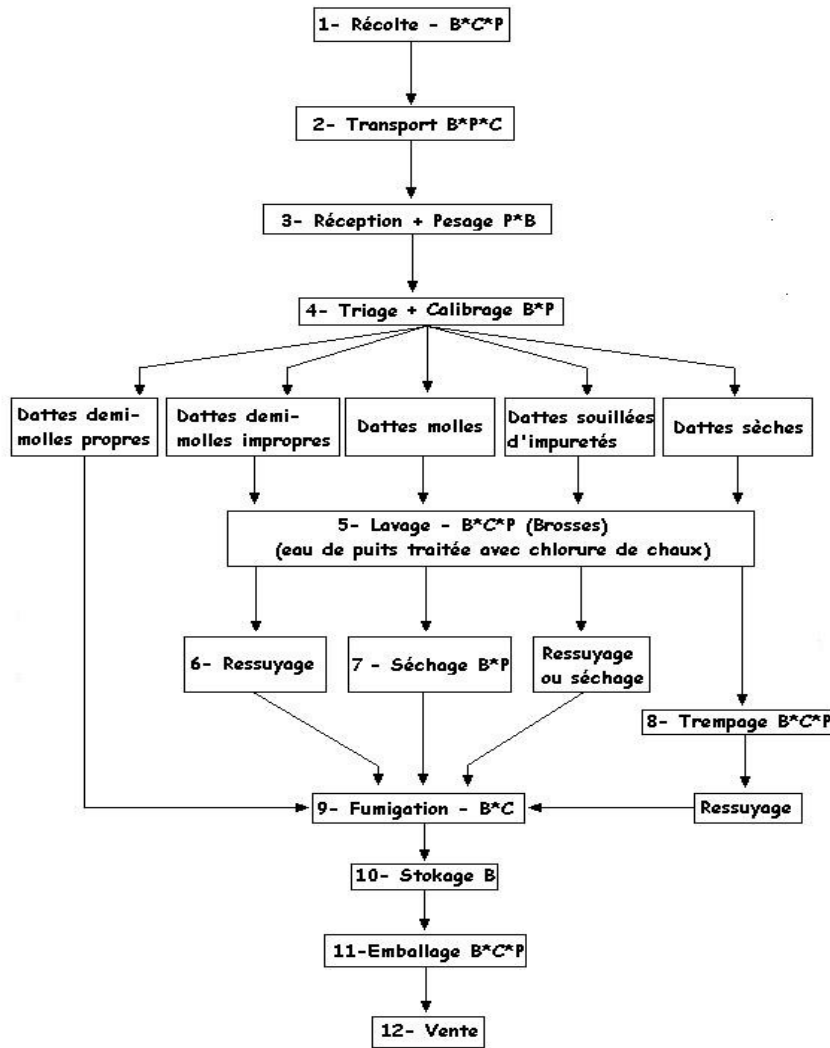 1- Récolte - B*C*P
2- Transport B*P*C
3- Réception + Pesage P*B
4- Triage + Calibrage B*P
Dattes demi-
molles propres
Dattes demi-
molles impropres
Dattes molles
Dattes souillées
d'impuretés
Dattes sèches
5- Lavage - B*C*P (Brosses)
(eau de puits traitée avec chlorure de chaux)
6- Ressuyage
7 - Séchage B*P
Ressuyage
ou séchage
8- Trempage B*C*P
9- Fumigation - B*C
Ressuyage
10- Stokage B
11-Emballage B*C*P
12- Vente